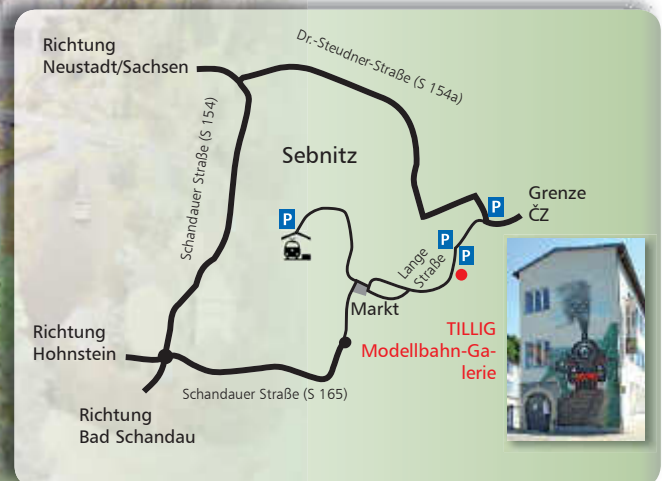 Richtung
Neustadt/Sachsen
Dr.-Steudner-Straße (S 154a)
Schandauer Straße (S 154)
Sebnitz
Grenze
ČZ
P
P
P
P
Lange
Straße
Markt
TILLIG
Modellbahn-Ga-
lerie
Richtung
Hohnstein
Schandauer Straße (S 165)
Richtung
Bad Schandau